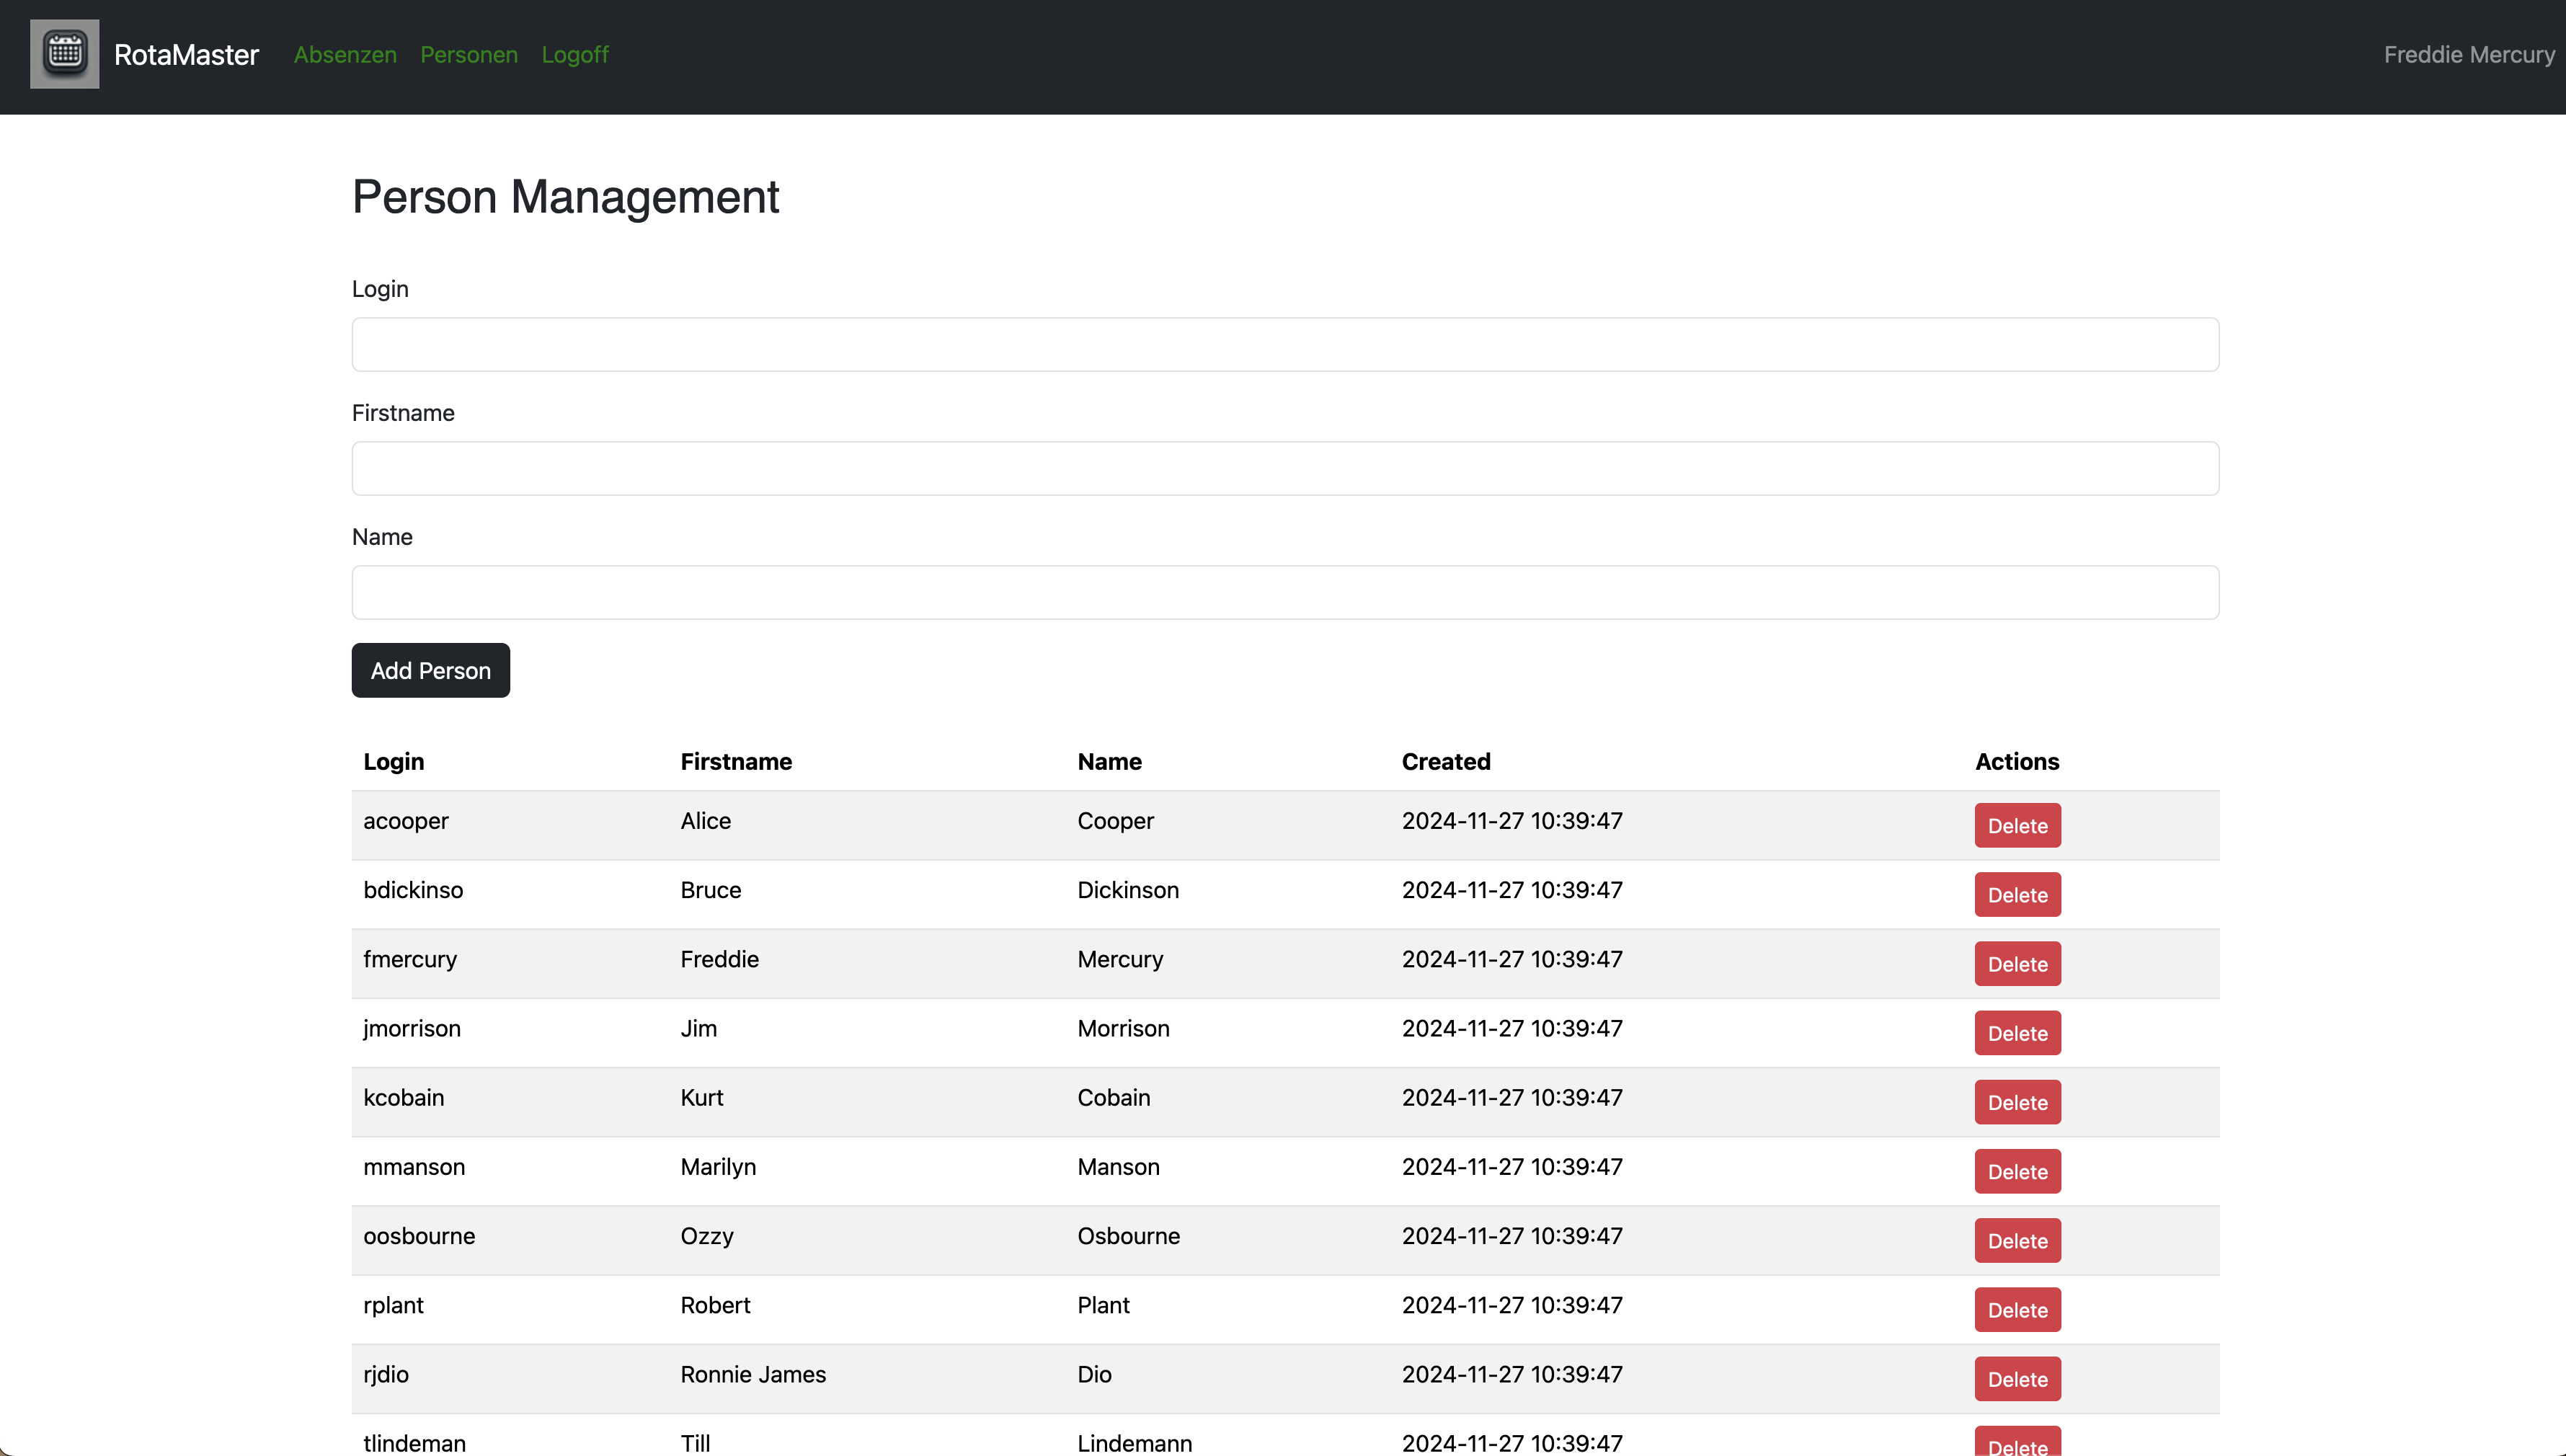 RotaMaster Absenzen Personen Logoff Freddie Mercury
Person Management
Login
Firstname
Name
Add Person
Login Firstname Name Created Actions
acooper Alice Cooper 2024-11-27 10:39:47 Delete
bdickinso Bruce Dickinson 2024-11-27 10:39:47 Delete
fmercury Freddie Mercury 2024-11-27 10:39:47 Delete
jmorrison Jim Morrison 2024-11-27 10:39:47 Delete
kcobain Kurt Cobain 2024-11-27 10:39:47 Delete
mmanson Marilyn Manson 2024-11-27 10:39:47 Delete
oosbourne Ozzy Osbourne 2024-11-27 10:39:47 Delete
rplant Robert Plant 2024-11-27 10:39:47 Delete
rjdio Ronnie James Dio 2024-11-27 10:39:47 Delete
tlindeman Till Lindemann 2024-11-27 10:39:47 Delete